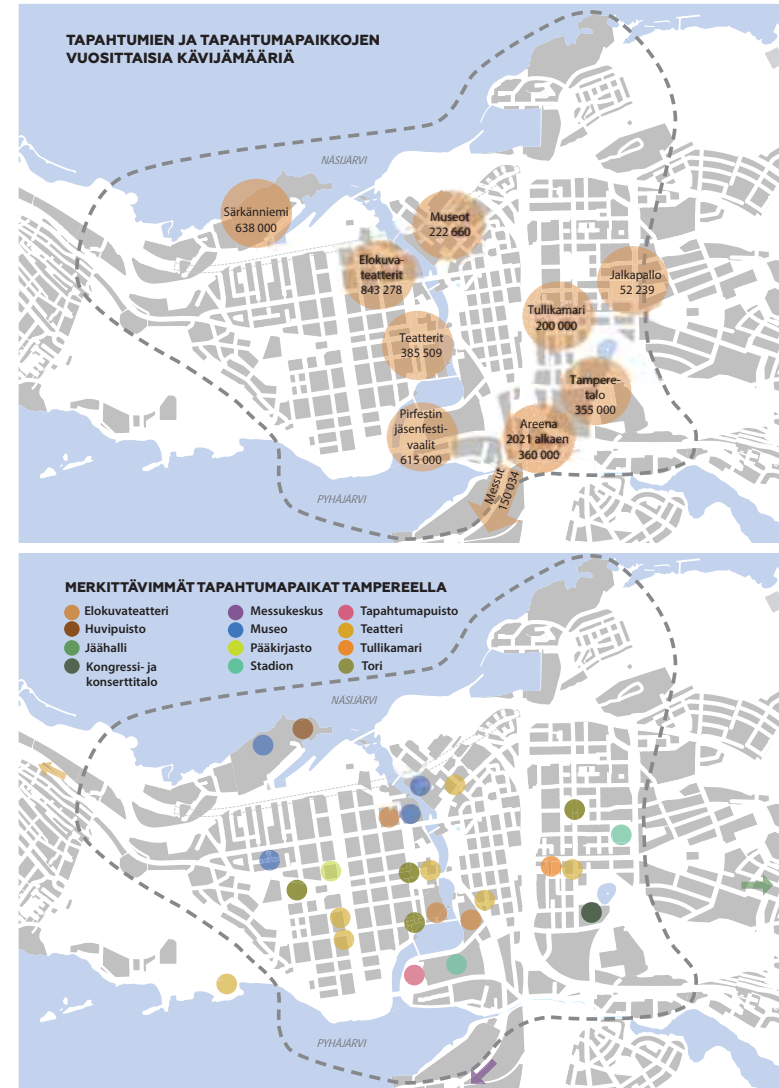 TAPAHTUMIEN JA TAPAHTUMAPAIKKOJEN
VUOSITTAISIA KÄVIJÄMÄÄRIÄ
NÄSIJÄRVI
Särkänniemi
638 000
Museot
222 660
Elokuva-
teatterit
843 278
Jalkapallo
52 239
Tullikamari
200 000
Teatterit
385 509
Tampere-
talo
355 000
Pirfestin
jäsenfesti-
vaalit
615 000
Areena
2021 alkaen
360 000
Messut
150 034
PYHÄJÄRVI
MERKITTÄVIMMÄT TAPAHTUMAPAIKAT TAMPEREELLA
Elokuvateatteri
Huvipuisto
Jäähalli
Kongressi- ja
konserttitalo
Messukeskus
Museo
Pääkirjasto
Stadion
Tapahtumapuisto
Teatteri
Tullikamari
Tori
NÄSIJÄRVI
PYHÄJÄRVI